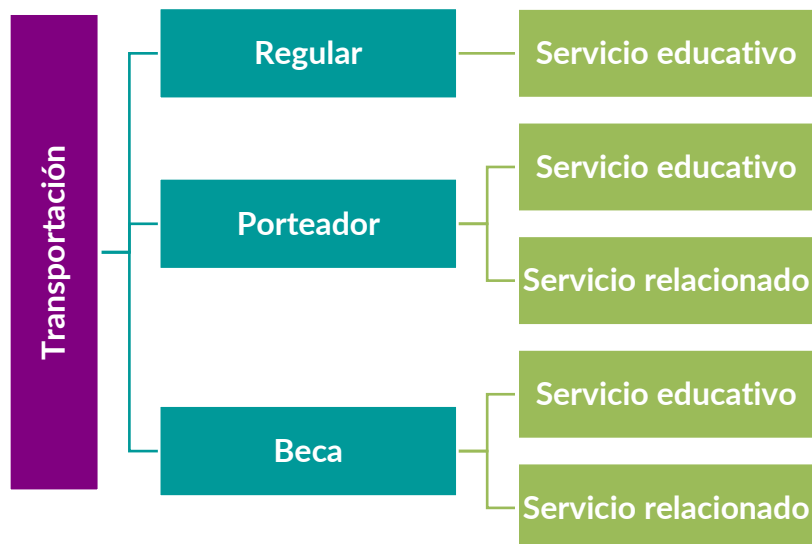 Transportación
Regular
Servicio educativo
Porteador
Servicio educativo
Servicio relacionado
Beca
Servicio educativo
Servicio relacionado